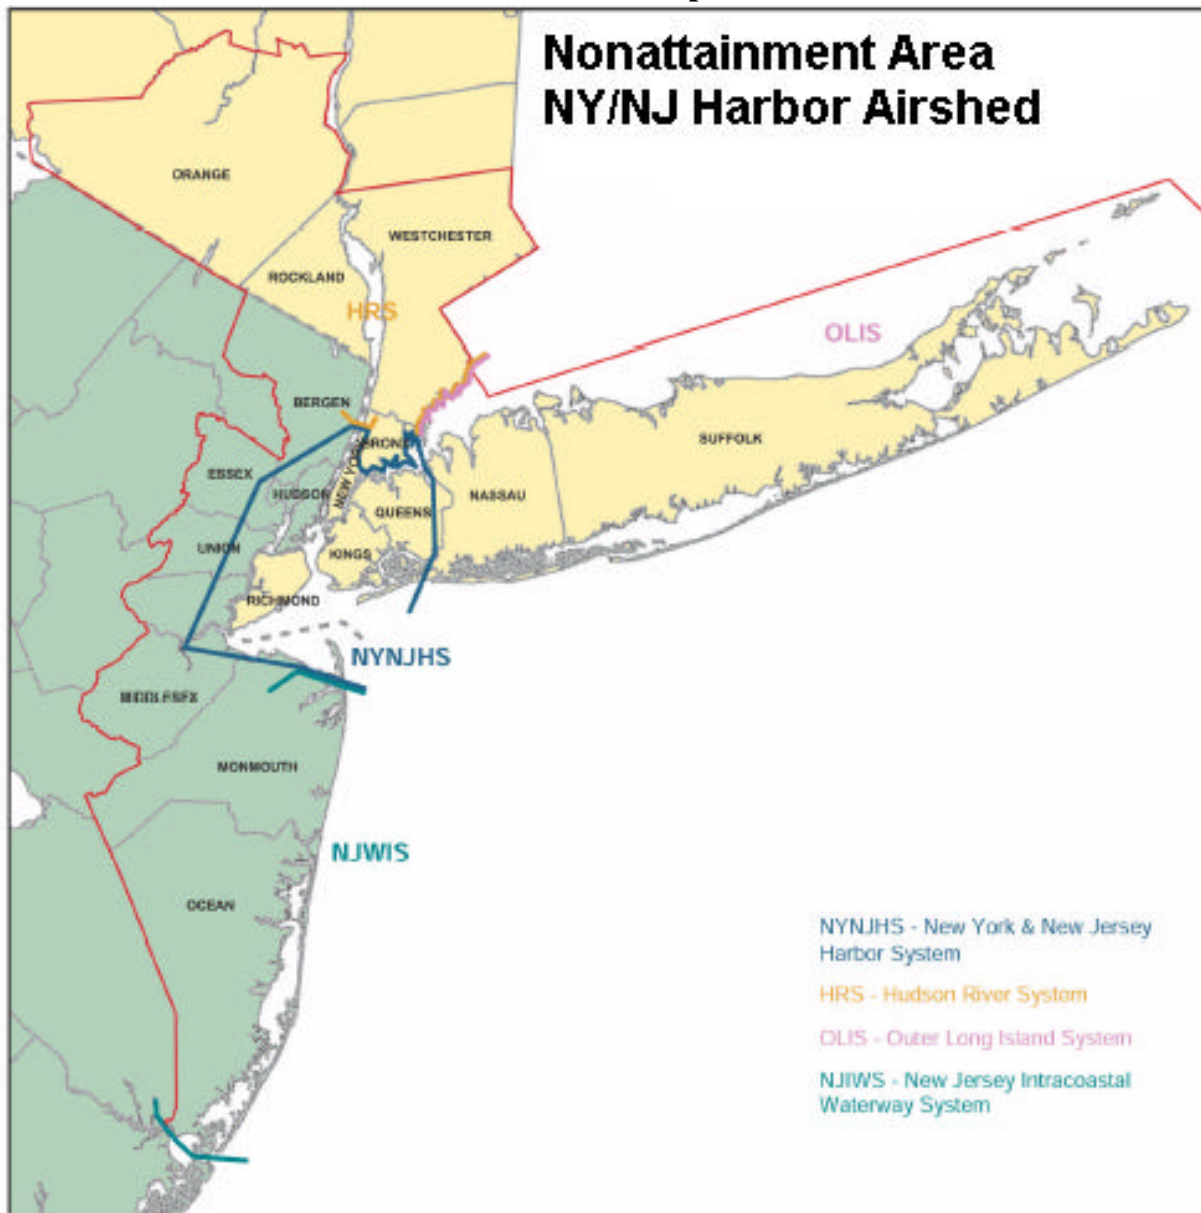 Nonattainment Area
NY/NJ Harbor Airshed
ORANGE
WESTCHESTER
ROCKLAND
HRS
OLIS
BERGEN
BRONX
SUFFOLK
ESSEX
HUDSON
NEW YORK
NASSAU
QUEENS
UNION
KINGS
RICHMOND
NYNJHS
MIDDLESEX
MONMOUTH
NJWIS
OCEAN
NYNJHS - New York & New Jersey
Harbor System
HRS - Hudson River System
OLIS - Outer Long Island System
NJIWS - New Jersey Intracoastal
Waterway System